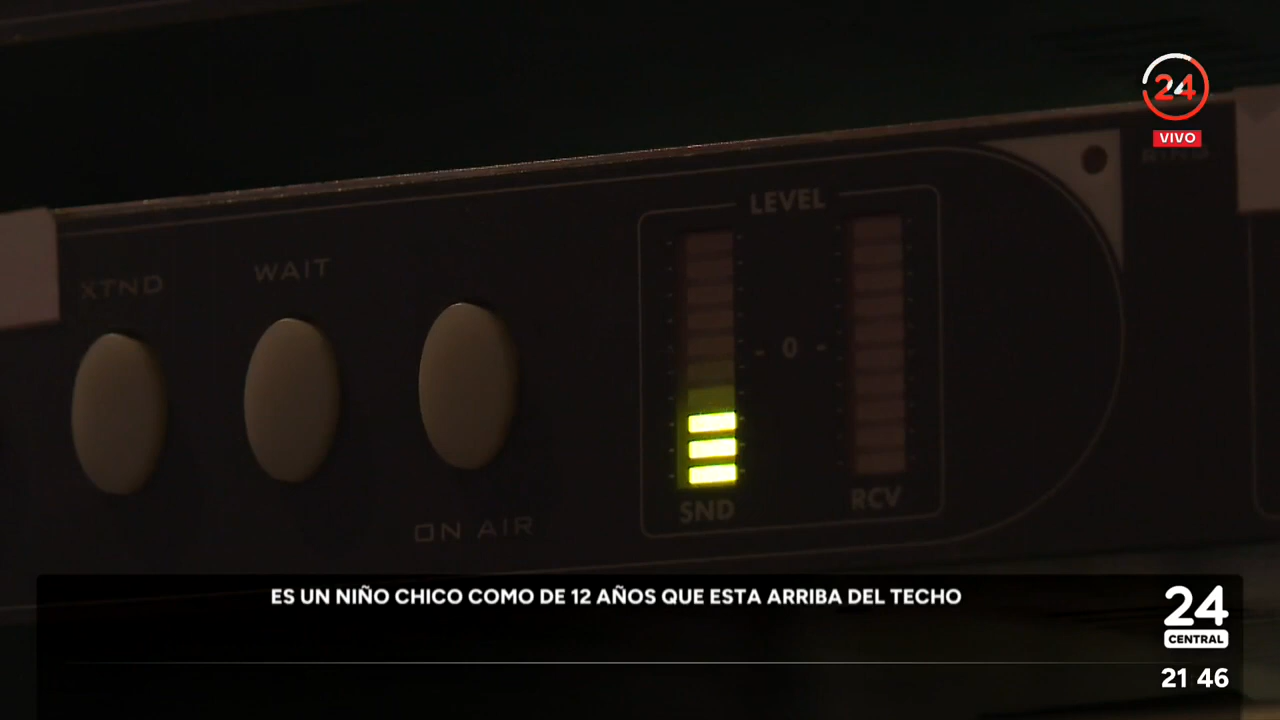 24
VIVO
RING
LEVEL
XTND
WAIT
- 0 -
SND
RCV
ON AIR
ES UN NIÑO CHICO COMO DE 12 AÑOS QUE ESTA ARRIBA DEL TECHO
24
CENTRAL
21 46